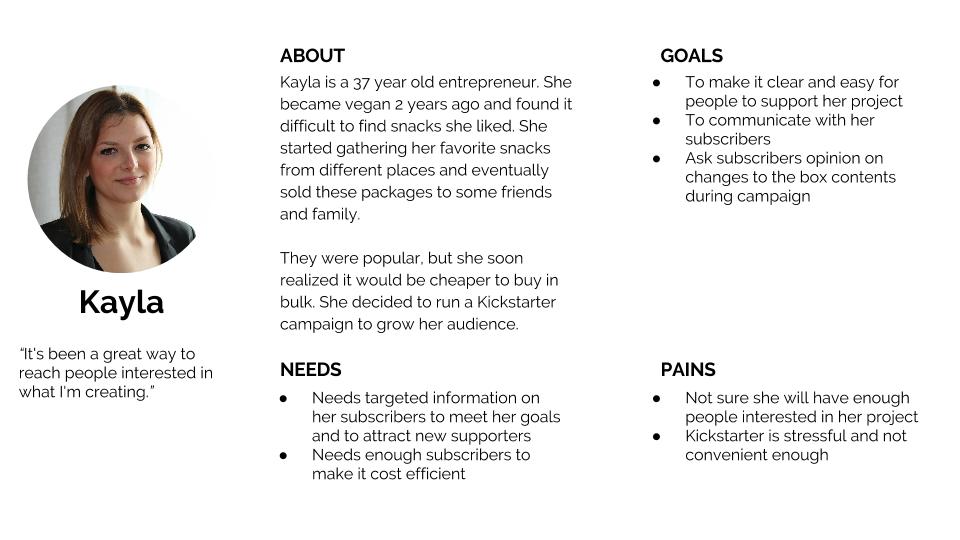 Kayla
“It's been a great way to
reach people interested in
what I'm creating.”
ABOUT
Kayla is a 37 year old entrepreneur. She
became vegan 2 years ago and found it
difficult to find snacks she liked. She
started gathering her favorite snacks
from different places and eventually
sold these packages to some friends
and family.
They were popular, but she soon
realized it would be cheaper to buy in
bulk. She decided to run a Kickstarter
campaign to grow her audience.
NEEDS
● Needs targeted information on
her subscribers to meet her goals
and to attract new supporters
● Needs enough subscribers to
make it cost efficient
GOALS
● To make it clear and easy for
people to support her project
● To communicate with her
subscribers
● Ask subscribers opinion on
changes to the box contents
during campaign
PAINS
● Not sure she will have enough
people interested in her project
● Kickstarter is stressful and not
convenient enough